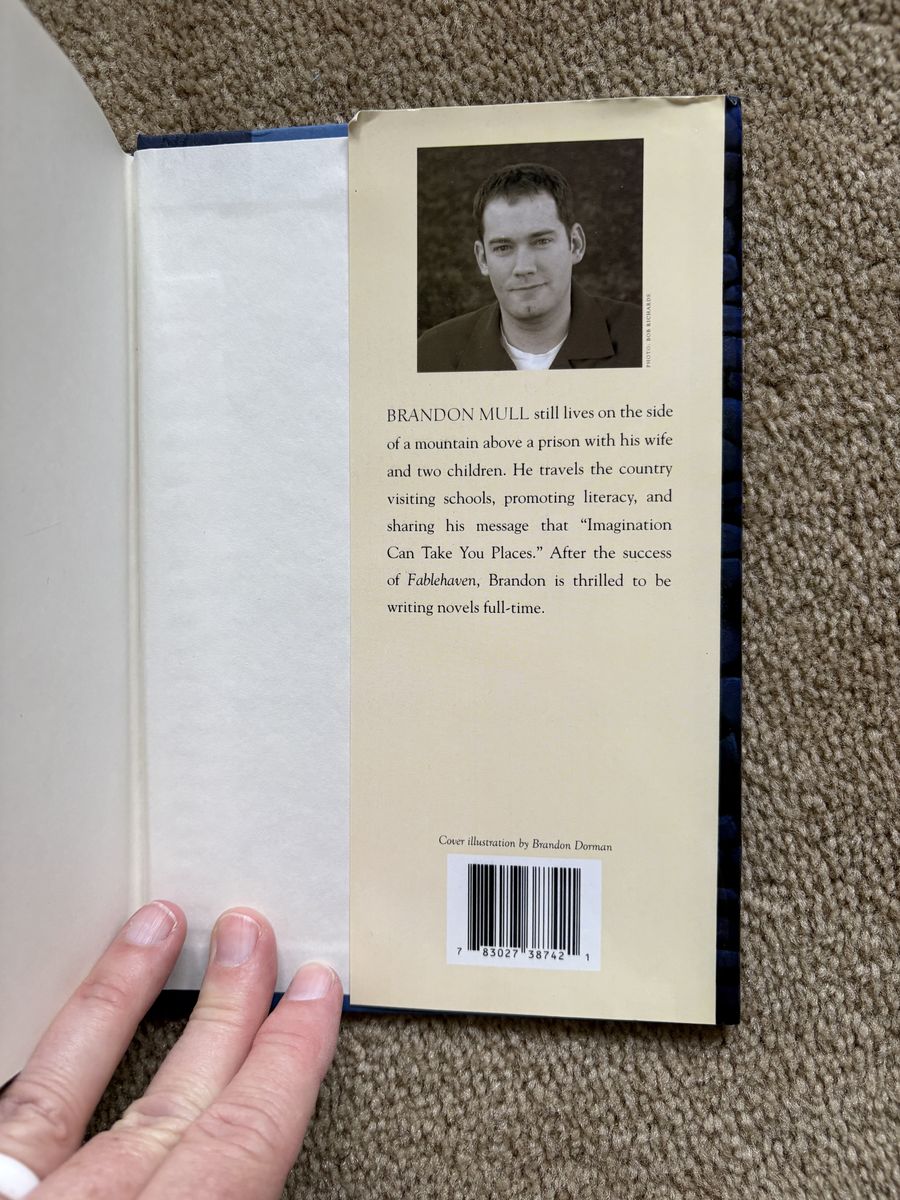 PHOTO: BOB RICHARDS
BRANDON MULL still lives on the side
of a mountain above a prison with his wife
and two children. He travels the country
visiting schools, promoting literacy, and
sharing his message that “Imagination
Can Take You Places.” After the success
of Fablehaven, Brandon is thrilled to be
writing novels full-time.
Cover illustration by Brandon Dorman
7 83027 38742 1